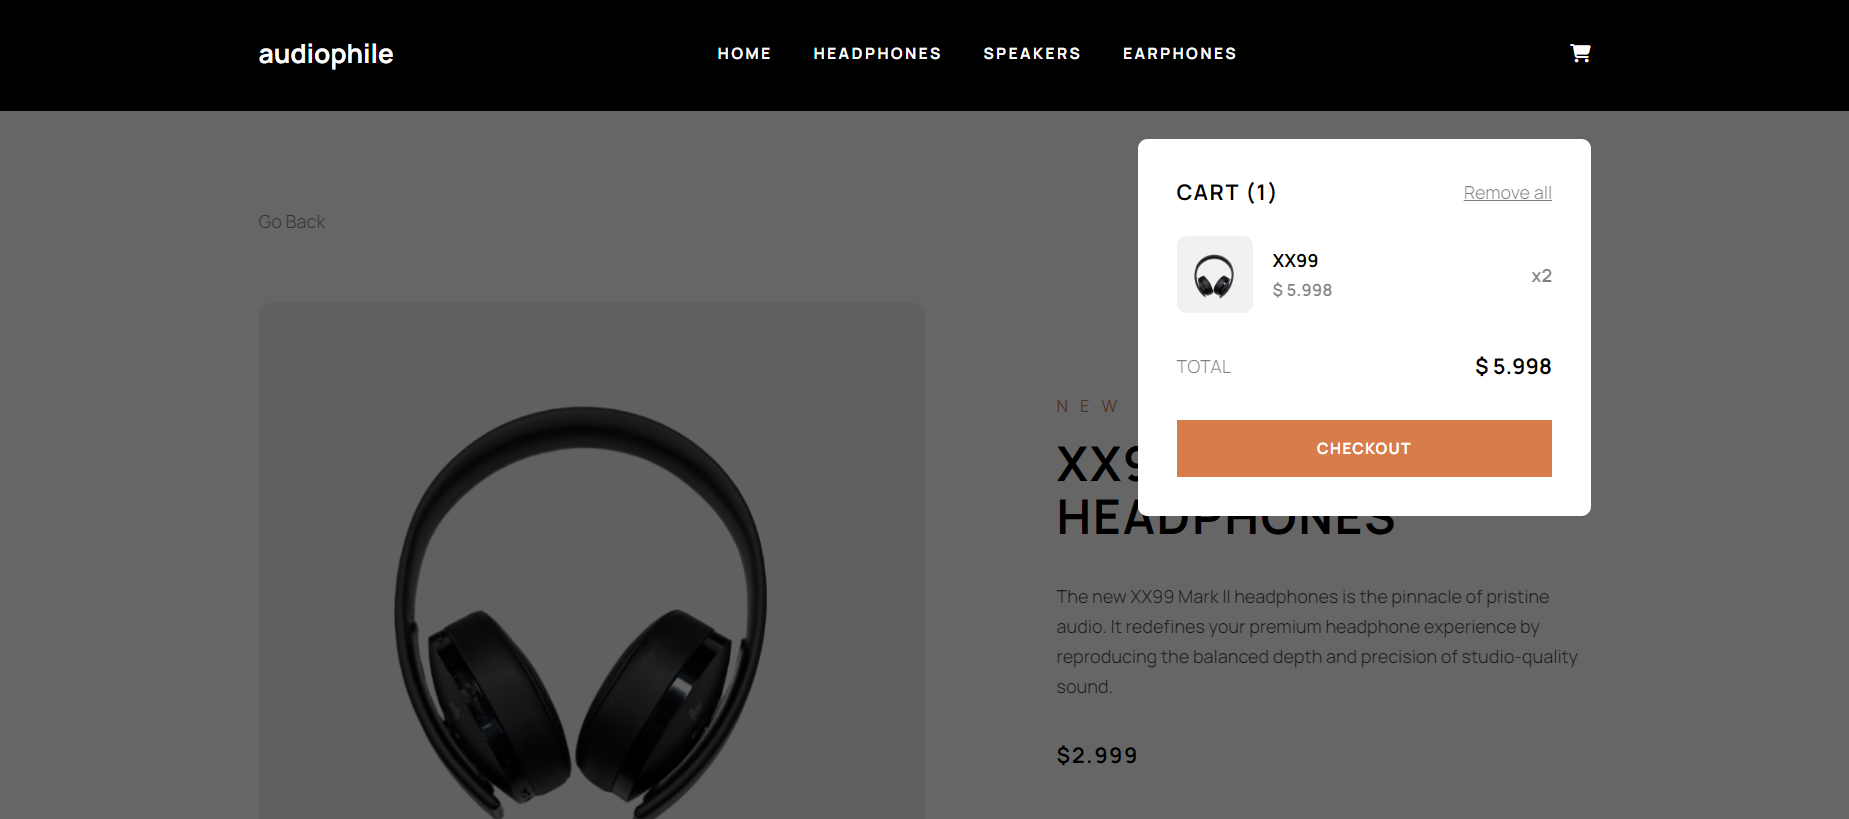 audiophile
HOME HEADPHONES SPEAKERS EARPHONES
Go Back
CART (1) Remove all
XX99
$ 5.998
x2
TOTAL $ 5.998
CHECKOUT
NEW
HEADPHONES
The new XX99 Mark II headphones is the pinnacle of pristine
audio. It redefines your premium headphone experience by
reproducing the balanced depth and precision of studio-quality
sound.
$2.999